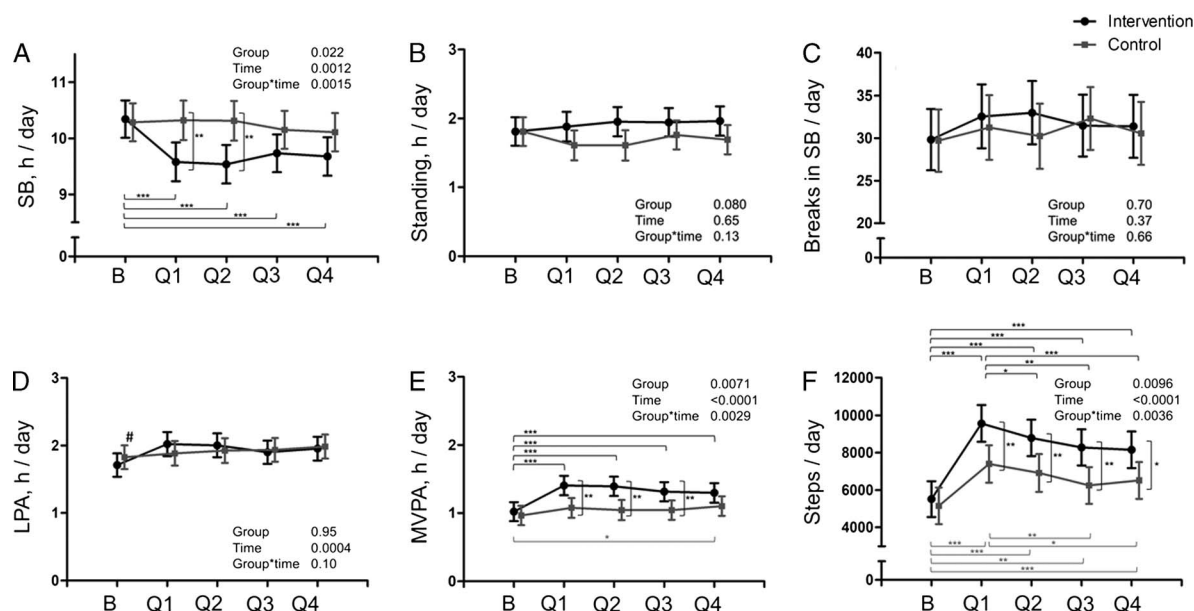 Intervention
Control
A
Group 0.022
Time 0.0012
Group*time 0.0015
SB, h / day
11
10
9
0
**
**
***
***
***
***
B Q1 Q2 Q3 Q4
B
Standing, h / day
3
2
1
0
Group 0.080
Time 0.65
Group*time 0.13
B Q1 Q2 Q3 Q4
C
Breaks in SB / day
40
35
30
25
20
0
Group 0.70
Time 0.37
Group*time 0.66
B Q1 Q2 Q3 Q4
D
LPA, h / day
3
2
1
0
#
Group 0.95
Time 0.0004
Group*time 0.10
B Q1 Q2 Q3 Q4
E
MVPA, h / day
3
2
1
0
Group 0.0071
Time <0.0001
Group*time 0.0029
***
***
***
***
**
**
**
**
*
B Q1 Q2 Q3 Q4
F
Steps / day
12000
10000
8000
6000
4000
0
***
***
***
*** ***
**
*
Group 0.0096
Time <0.0001
Group*time 0.0036
**
**
**
*
**
*** *
***
**
***
B Q1 Q2 Q3 Q4